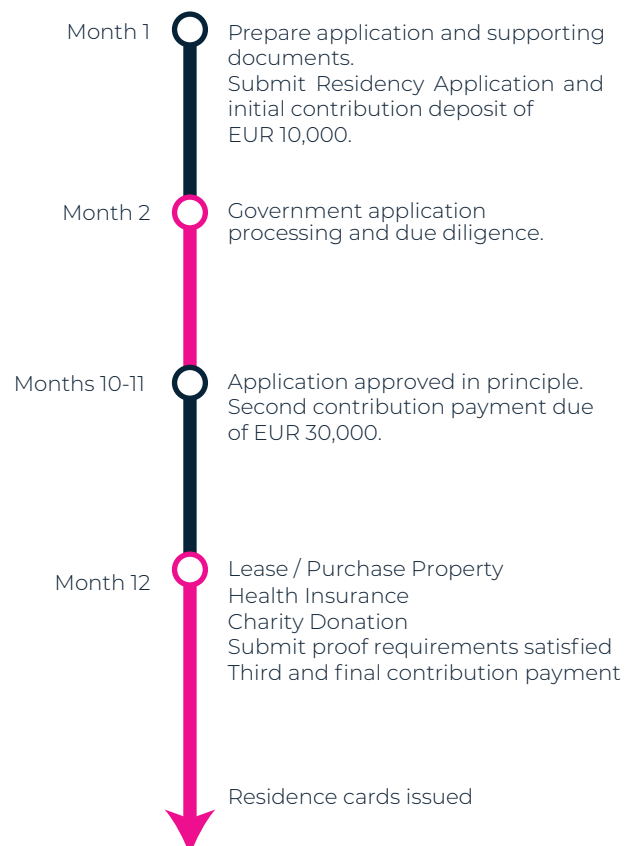 Month 1
Prepare application and supporting
documents.
Submit Residency Application and
initial contribution deposit of
EUR 10,000.
Month 2
Government application
processing and due diligence.
Months 10-11
Application approved in principle.
Second contribution payment due
of EUR 30,000.
Month 12
Lease / Purchase Property
Health Insurance
Charity Donation
Submit proof requirements satisfied
Third and final contribution payment
Residence cards issued